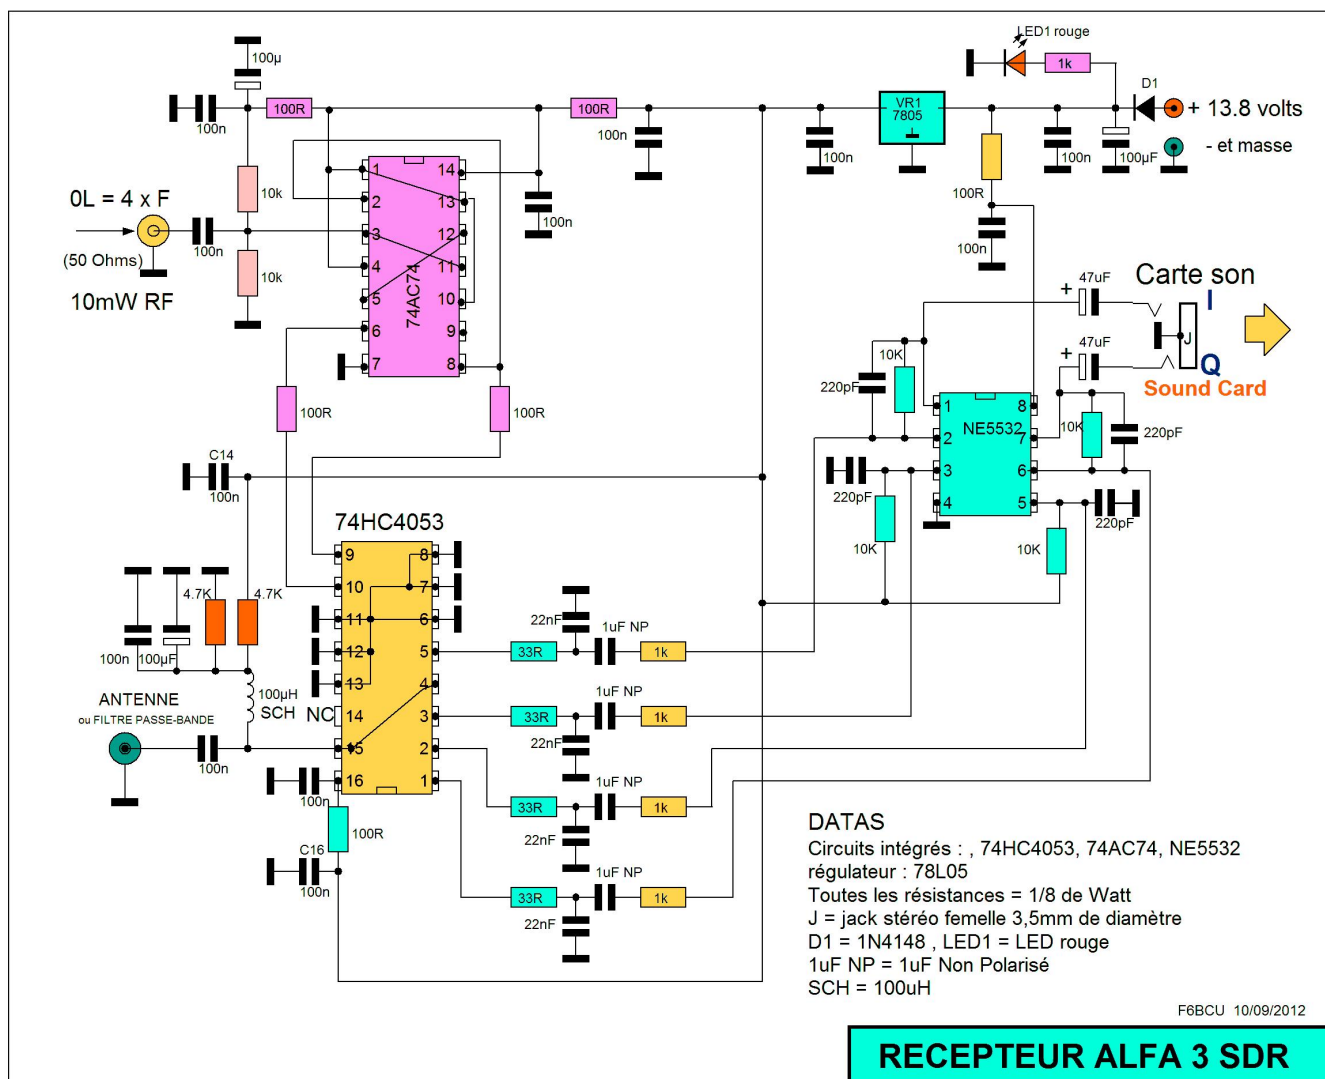 LED1 rouge
100µ
1k
D1
100R
100R
VR1
7805
+ 13.8 volts
100n
100n
100n
100n
100µF
- et masse
100R
1
14
10k
2
13
0L = 4 x F
100n
3
12
100n
100n
(50 Ohms)
10k
4
11
74AC74
47uF
Carte son
+
I
10mW RF
5
10
6
9
10K
47uF
J
+
7
8
220pF
Q
Sound Card
100R
100R
1
8
NE5532
10K
220pF
2
7
C14
3
6
100n
220pF
4
5
220pF
74HC4053
10K
10K
9
8
10
7
4.7K
4.7K
11
6
22nF
1uF NP
100n
100µF
12
5
33R
1k
13
4
1uF NP
100µH
SCH
ANTENNE
ou FILTRE PASSE-BANDE
NC
14
3
33R
1k
15
2
22nF
100n
16
1
1uF NP
100n
33R
1k
100R
22nF
C16
1uF NP
100n
33R
1k
22nF
DATAS
Circuits intégrés : , 74HC4053, 74AC74, NE5532
régulateur : 78L05
Toutes les résistances = 1/8 de Watt
J = jack stéréo femelle 3,5mm de diamètre
D1 = 1N4148 , LED1 = LED rouge
1uF NP = 1uF Non Polarisé
SCH = 100uH
F6BCU 10/09/2012
RECEPTEUR ALFA 3 SDR